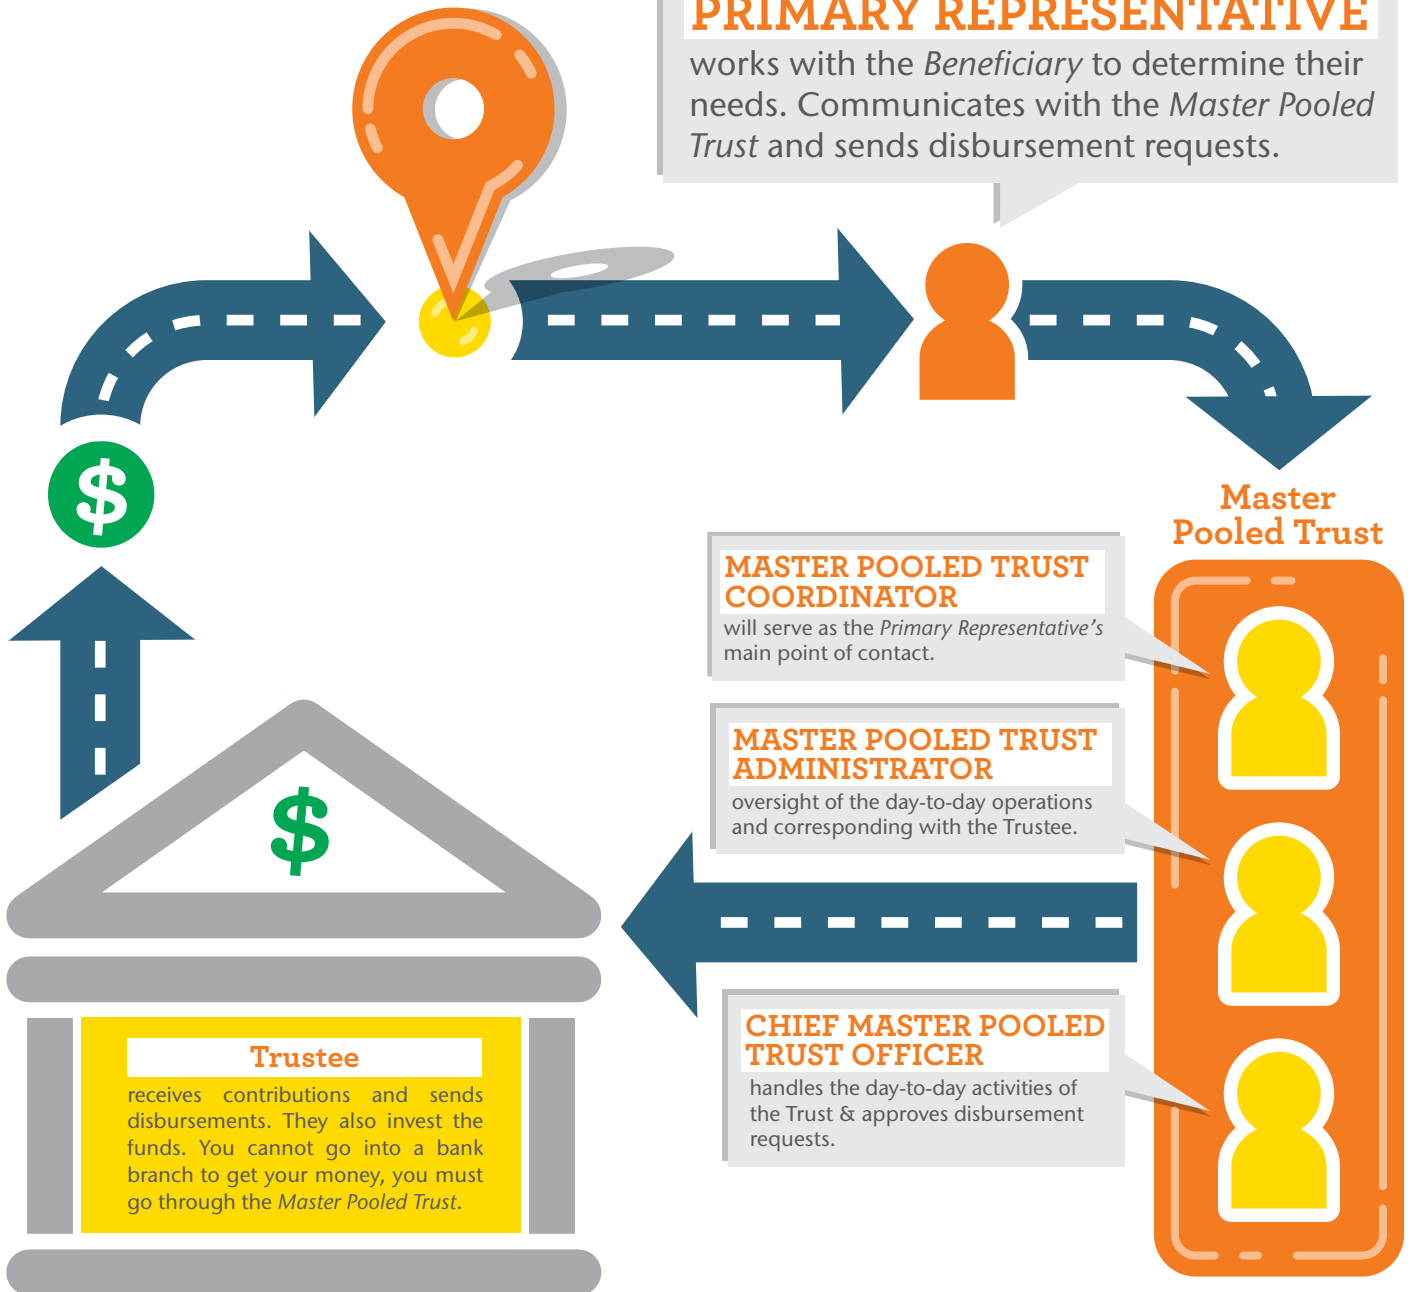 PRIMARY REPRESENTATIVE
works with the Beneficiary to determine their
needs. Communicates with the Master Pooled
Trust and sends disbursement requests.
$
Master
Pooled Trust
MASTER POOLED TRUST
COORDINATOR
will serve as the Primary Representative's
main point of contact.
MASTER POOLED TRUST
ADMINISTRATOR
oversight of the day-to-day operations
and corresponding with the Trustee.
$
CHIEF MASTER POOLED
TRUST OFFICER
handles the day-to-day activities of
the Trust & approves disbursement
requests.
Trustee
receives contributions and sends
disbursements. They also invest the
funds. You cannot go into a bank
branch to get your money, you must
go through the Master Pooled Trust.